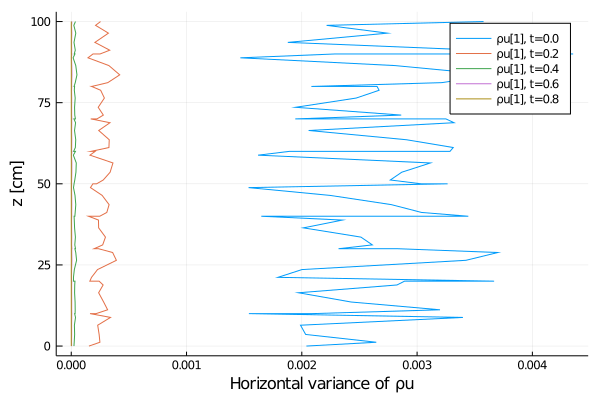 100
75
50
25
0
z [cm]
ρu[1], t=0.0
ρu[1], t=0.2
ρu[1], t=0.4
ρu[1], t=0.6
ρu[1], t=0.8
0.000
0.001
0.002
0.003
0.004
Horizontal variance of ρu